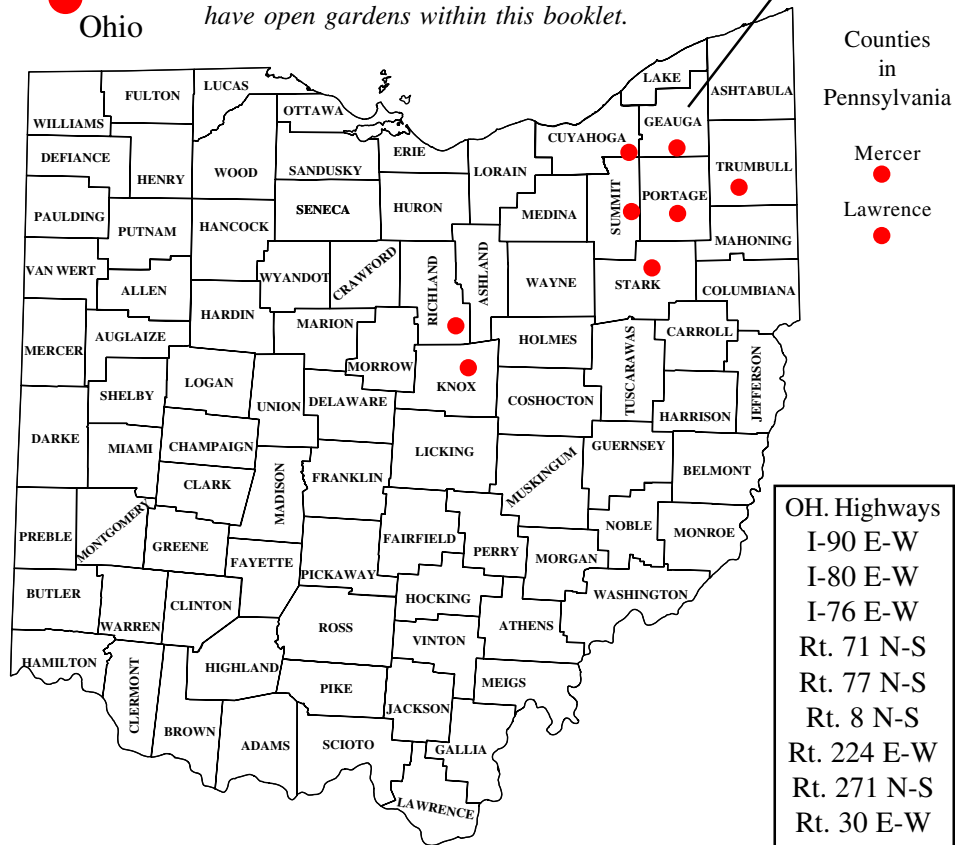 have open gardens within this booklet.
Ohio
Counties
in
Pennsylvania
Mercer
Lawrence
LAKE
ASHTABULA
LUCAS
FULTON
WILLIAMS
OTTAWA
GEAUGA
CUYAHOGA
ERIE
LORAIN
TRUMBULL
DEFIANCE
HENRY
WOOD
SANDUSKY
SENECA
HURON
MEDINA
SUMMIT
PORTAGE
PAULDING
PUTNAM
HANCOCK
MAHONING
VAN WERT
ALLEN
WYANDOT
CRAWFORD
RICHLAND
ASHLAND
WAYNE
STARK
COLUMBIANA
HARDIN
MARION
MERCER
AUGLAIZE
MORROW
KNOX
HOLMES
TUSCARAWAS
CARROLL
JEFFERSON
SHELBY
LOGAN
UNION
DELAWARE
COSHOCTON
HARRISON
DARKE
MIAMI
CHAMPAIGN
LICKING
MUSKINGUM
GUERNSEY
BELMONT
CLARK
MADISON
FRANKLIN
PREBLE
MONTGOMERY
GREENE
FAYETTE
PICKAWAY
FAIRFIELD
PERRY
MORGAN
NOBLE
MONROE
BUTLER
WARREN
CLINTON
ROSS
HOCKING
VINTON
ATHENS
WASHINGTON
HAMILTON
CLERMONT
HIGHLAND
PIKE
JACKSON
MEIGS
BROWN
ADAMS
SCIOTO
GALLIA
LAWRENCE
OH. Highways
I-90 E-W
I-80 E-W
I-76 E-W
Rt. 71 N-S
Rt. 77 N-S
Rt. 8 N-S
Rt. 224 E-W
Rt. 271 N-S
Rt. 30 E-W